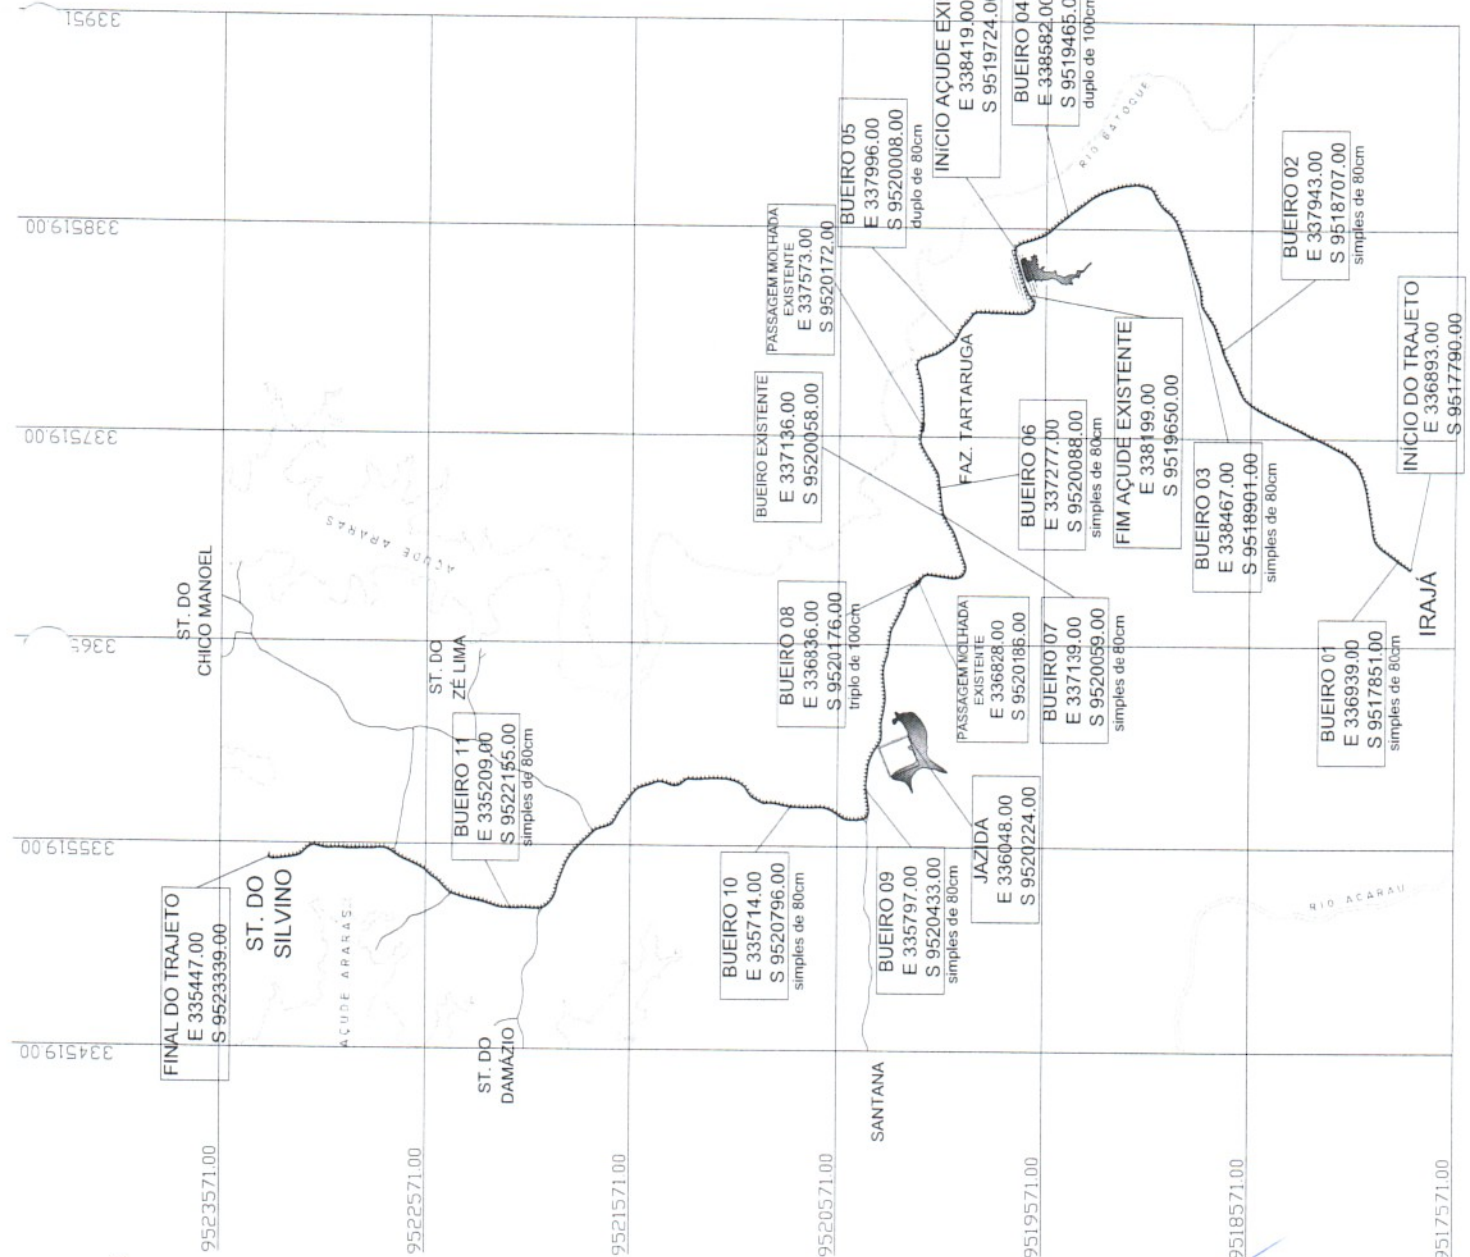 33951
338519.00
337519.00
3365
335519.00
334519.00
9523571.00
9522571.00
9521571.00
9520571.00
9519571.00
9518571.00
9517571.00
FINAL DO TRAJETO
E 335447.00
S 9523339.00
ST. DO
SILVINO
AÇUDE ARARAS
ST. DO
CHICO MANOEL
AÇUDE ARARAS
ST. DO
ZÉ LIMA
BUEIRO 11
E 335209.00
S 9522155.00
simples de 80cm
ST. DO
DAMÁZIO
BUEIRO 10
E 335714.00
S 9520796.00
simples de 80cm
SANTANA
BUEIRO 09
E 335797.00
S 9520433.00
simples de 80cm
JAZIDA
E 336048.00
S 9520224.00
BUEIRO 08
E 336836.00
S 9520176.00
triplo de 100cm
PASSAGEM MOLHADA
EXISTENTE
E 336828.00
S 9520186.00
BUEIRO 07
E 337139.00
S 9520059.00
simples de 80cm
BUEIRO EXISTENTE
E 337136.00
S 9520058.00
BUEIRO 06
E 337277.00
S 9520088.00
simples de 80cm
PASSAGEM MOLHADA
EXISTENTE
E 337573.00
S 9520172.00
FAZ. TARTARUGA
BUEIRO 05
E 337996.00
S 9520008.00
duplo de 80cm
FIM AÇUDE EXISTENTE
E 338199.00
S 9519650.00
INÍCIO AÇUDE EXI
E 338419.00
S 9519724.00
BUEIRO 04
E 338582.00
S 9519465.0
duplo de 100cm
RIO BATOQUE
BUEIRO 03
E 338467.00
S 9518901.00
simples de 80cm
BUEIRO 02
E 337943.00
S 9518707.00
simples de 80cm
BUEIRO 01
E 336939.00
S 9517851.00
simples de 80cm
INÍCIO DO TRAJETO
E 336893.00
S 9517790.00
IRAJÁ
RIO ACARAU